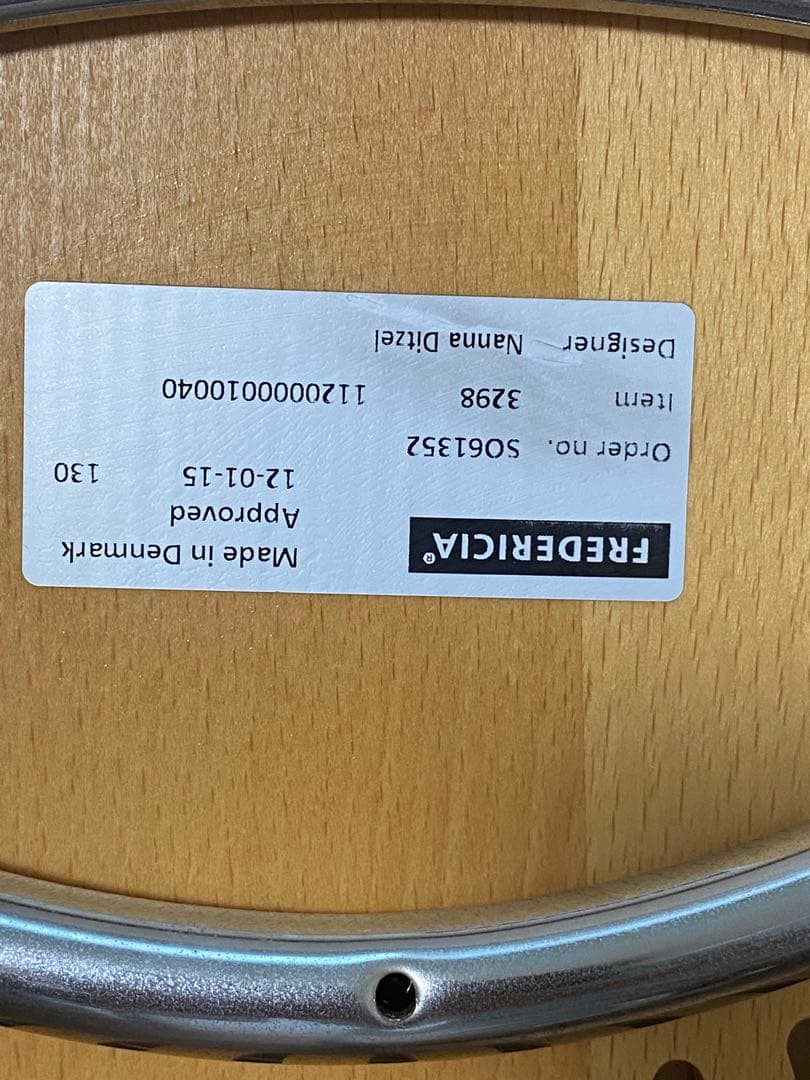 FREDERICIA®
Made in Denmark
Approved
12-01-15 130
Order no. SO61352
Item 3298 112000010040
Designer Nanna Ditzel